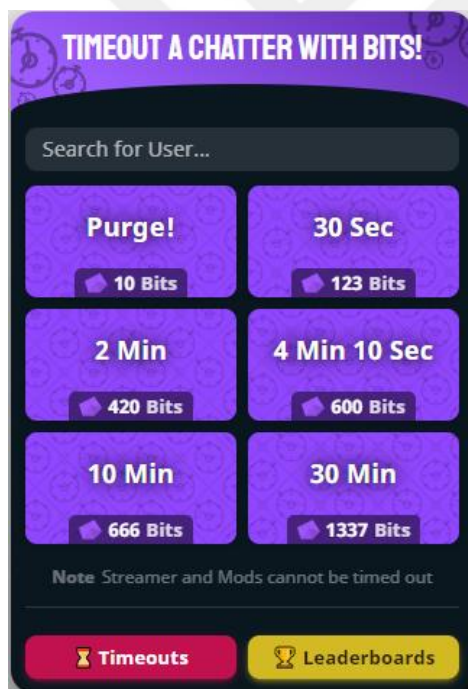 TIMEOUT A CHATTER WITH BITS!
Search for User...
Purge!
10 Bits
30 Sec
123 Bits
2 Min
420 Bits
4 Min 10 Sec
600 Bits
10 Min
666 Bits
30 Min
1337 Bits
Note Streamer and Mods cannot be timed out
Timeouts
Leaderboards